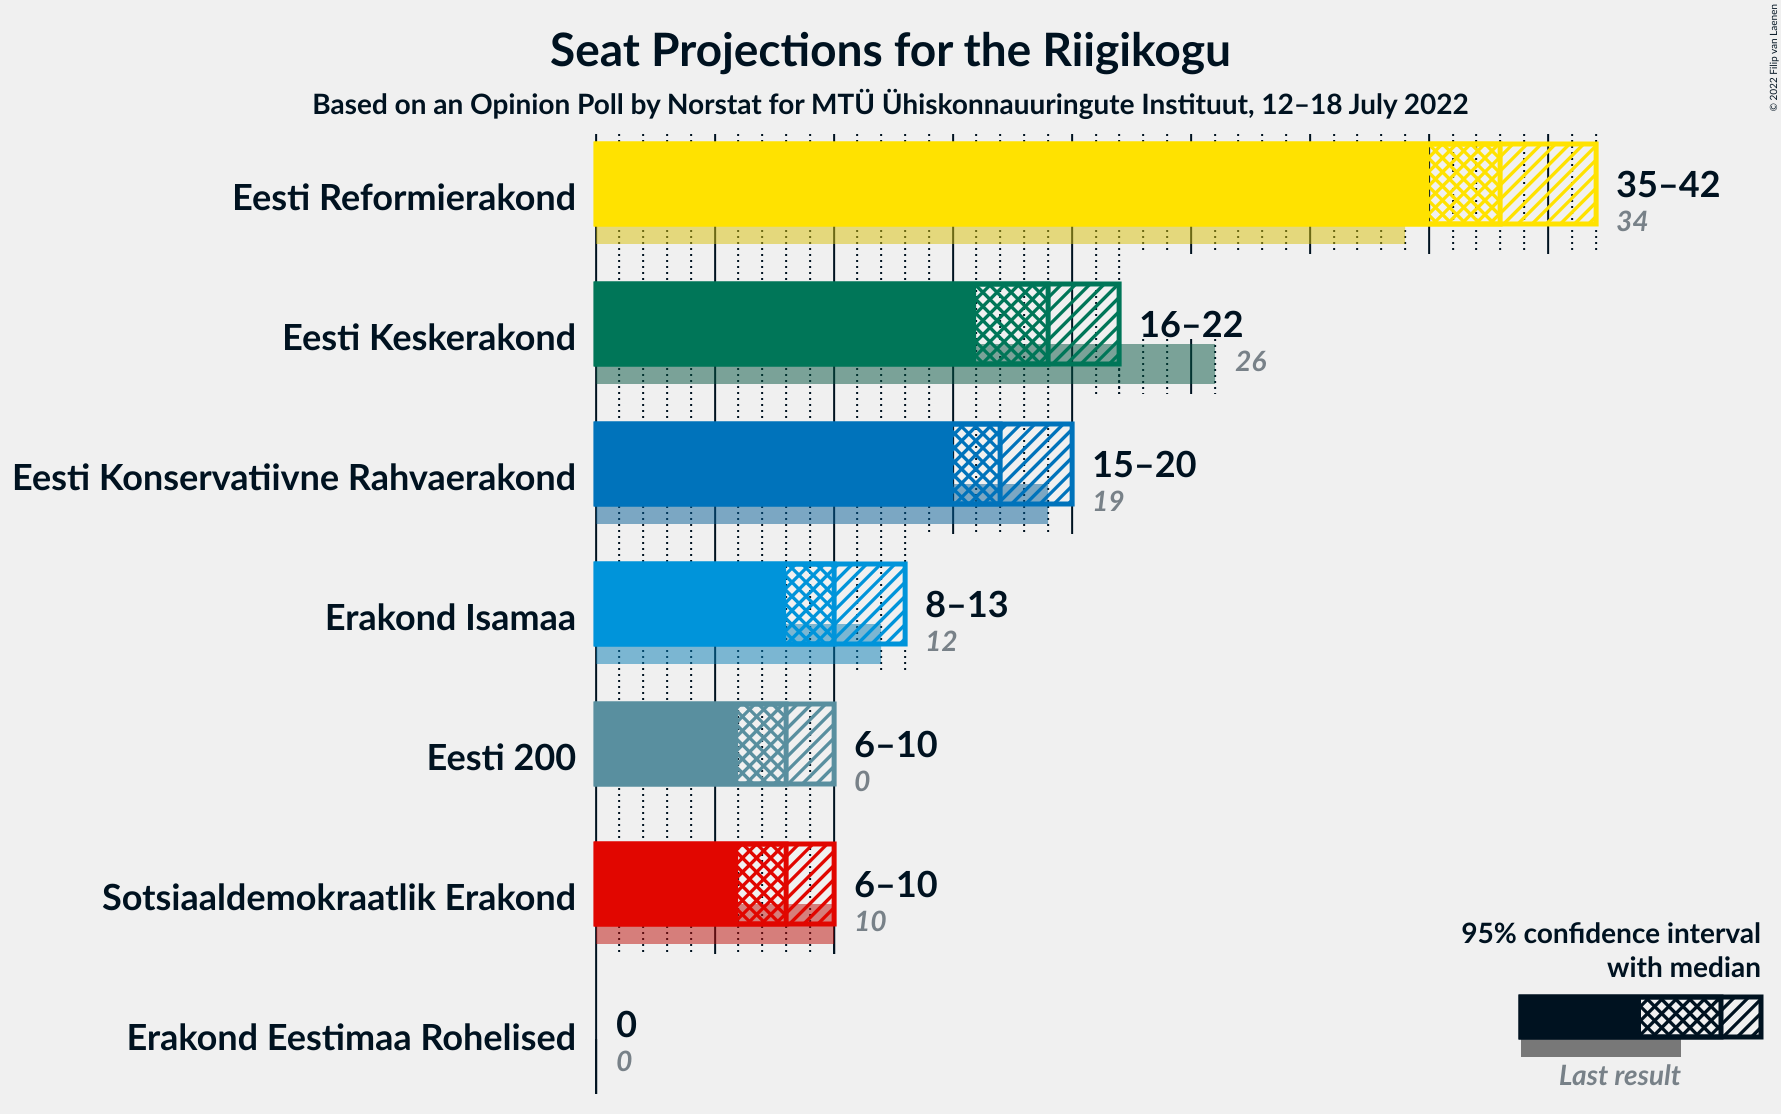 Seat Projections for the Riigikogu
Based on an Opinion Poll by Norstat for MTÜ Ühiskonnauuringute Instituut, 12–18 July 2022
© 2022 Filip van Laenen
Eesti Reformierakond
35–42
34
Eesti Keskerakond
16–22
26
Eesti Konservatiivne Rahvaerakond
15–20
19
Erakond Isamaa
8–13
12
Eesti 200
6–10
0
Sotsiaaldemokraatlik Erakond
6–10
10
Erakond Eestimaa Rohelised
0
0
95% confidence interval
with median
Last result